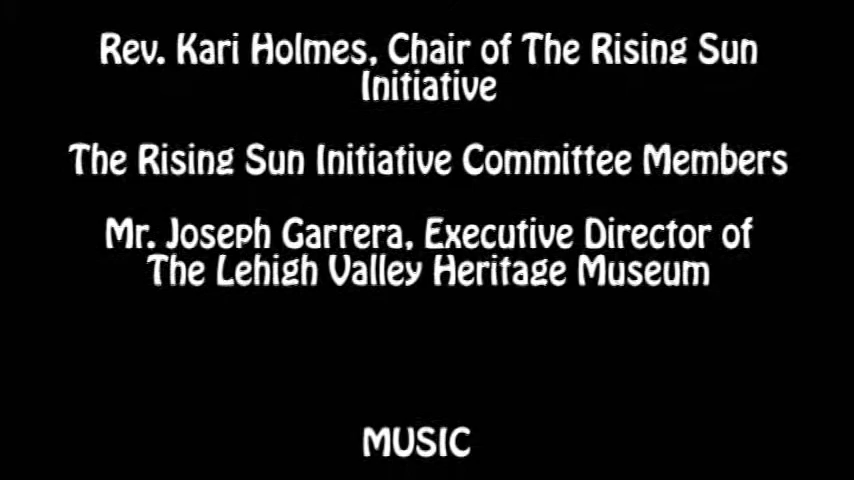 Rev. Kari Holmes, Chair of The Rising Sun
Initiative
The Rising Sun Initiative Committee Members
Mr. Joseph Garrera, Executive Director of
The Lehigh Valley Heritage Museum
MUSIC